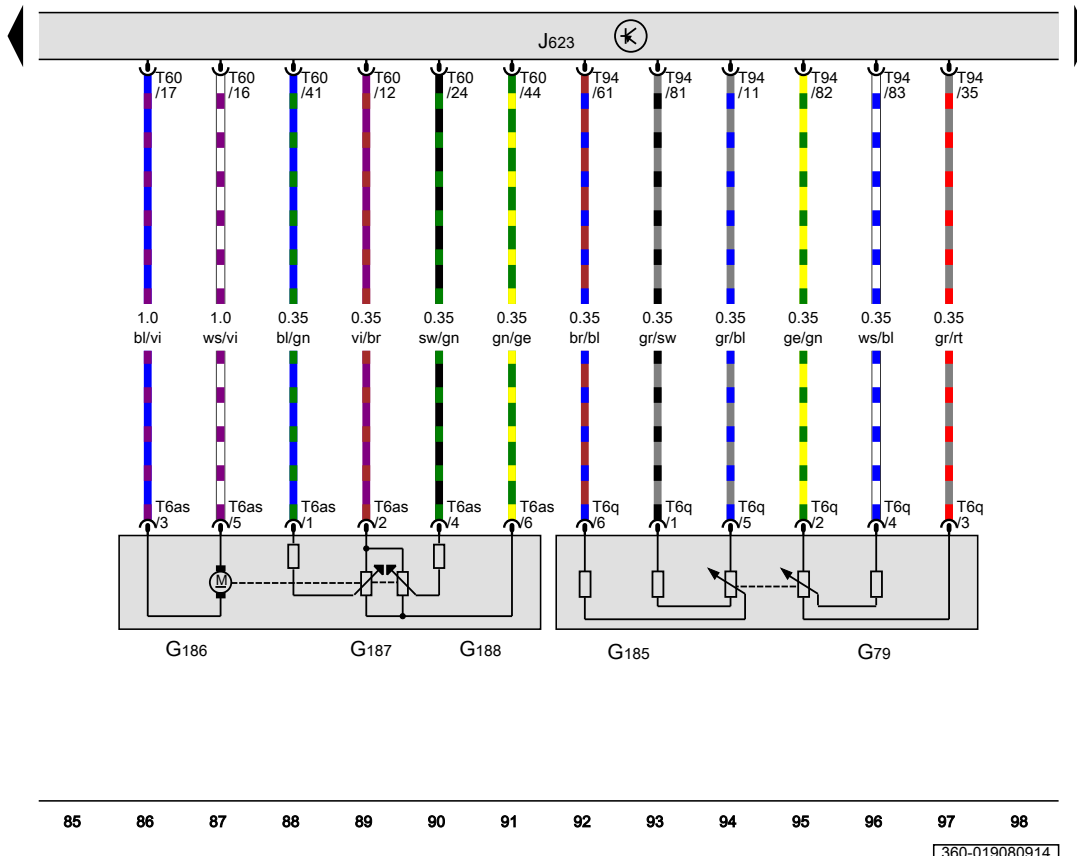 J623
T60 T60 T60 T60 T60 T60 T94 T94 T94 T94 T94 T94
/17 /16 /41 /12 /24 /44 /61 /81 /11 /82 /83 /35
1.0 1.0 0.35 0.35 0.35 0.35 0.35 0.35 0.35 0.35 0.35 0.35
bl/vi ws/vi bl/gn vi/br sw/gn gn/ge br/bl gr/sw gr/bl ge/gn ws/bl gr/rt
T6as T6as T6as T6as T6as T6as T6q T6q T6q T6q T6q T6q
/3 /5 /1 /2 /4 /6 /6 /1 /5 /2 /4 /3
M
G186 G187 G188 G185 G79
85 86 87 88 89 90 91 92 93 94 95 96 97 98
360-019080914